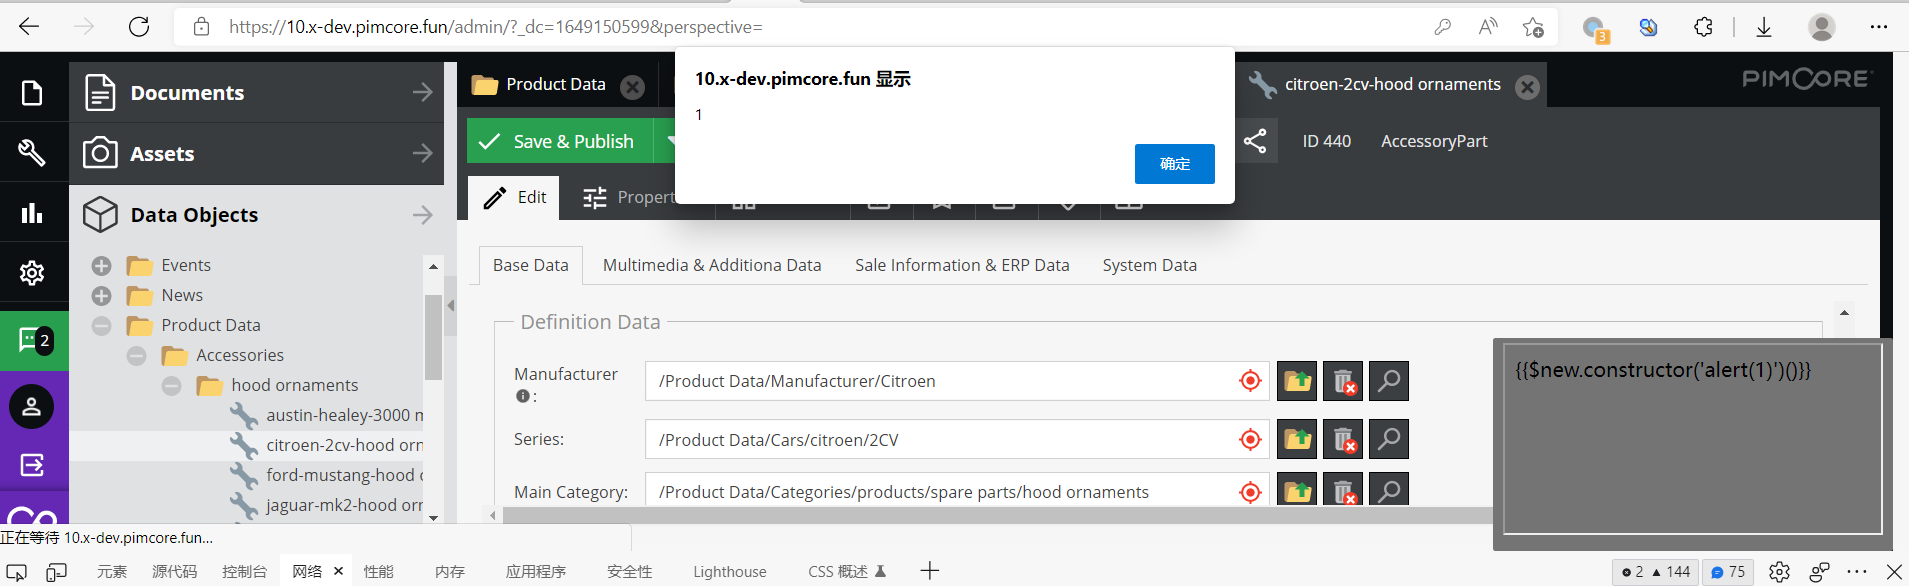 https://10.x-dev.pimcore.fun/admin/?_dc=1649150599&perspective=
3
10.x-dev.pimcore.fun 显示
1
确定
Documents
Assets
Data Objects
Events
News
Product Data
Accessories
hood ornaments
austin-healey-3000
citroen-2cv-hood orn
ford-mustang-hood
jaguar-mk2-hood orr
2
正在等待 10.x-dev.pimcore.fun...
Product Data
citroen-2cv-hood ornaments
PIMCORE
Save & Publish
ID 440
AccessoryPart
Edit
Propert
Base Data
Multimedia & Additiona Data
Sale Information & ERP Data
System Data
Definition Data
Manufacturer
:
/Product Data/Manufacturer/Citroen
Series:
/Product Data/Cars/citroen/2CV
Main Category:
/Product Data/Categories/products/spare parts/hood ornaments
{{$new.constructor('alert(1)')()}}
元素
源代码
控制台
网络
性能
内存
应用程序
安全性
Lighthouse
CSS 概述
2
144
75